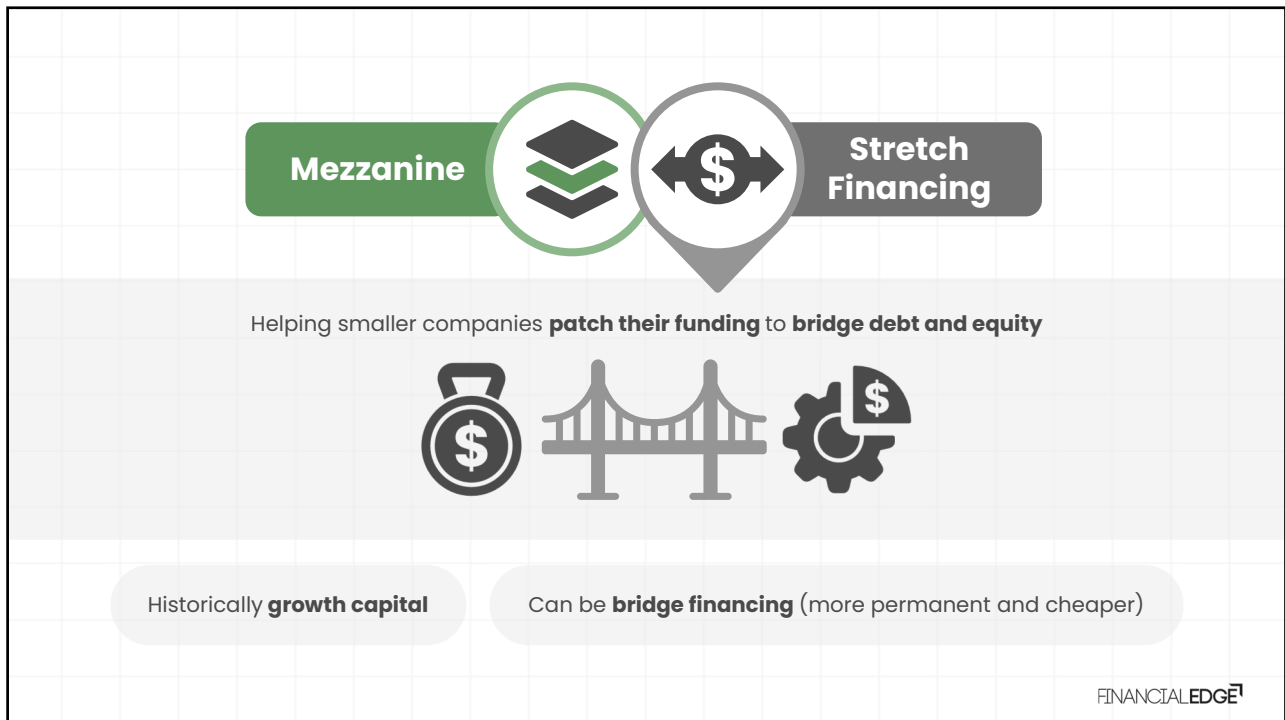 Mezzanine
Stretch
Financing
Helping smaller companies patch their funding to bridge debt and equity
$
$
$
Historically growth capital
Can be bridge financing (more permanent and cheaper)
FINANCIALEDGE